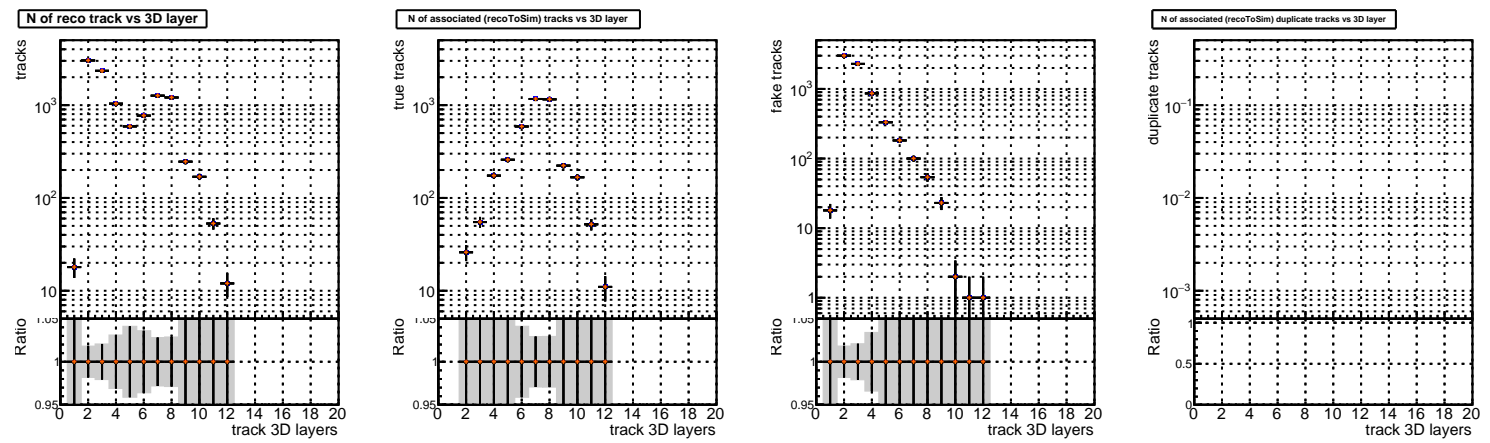 N of reco track vs 3D layer
tracks
10³
10²
10
Ratio
1.05
1
0.95
0 2 4 6 8 10 12 14 16 18 20
track 3D layers
N of associated (recoToSim) tracks vs 3D layer
true tracks
10³
10²
10
Ratio
1.05
1
0.95
0 2 4 6 8 10 12 14 16 18 20
track 3D layers
fake tracks
10³
10²
10
1
Ratio
1.05
1
0.95
0 2 4 6 8 10 12 14 16 18 20
track 3D layers
N of associated (recoToSim) duplicate tracks vs 3D layer
duplicate tracks
10⁻¹
10⁻²
10⁻³
Ratio
1
0.5
0
0 2 4 6 8 10 12 14 16 18 20
track 3D layers